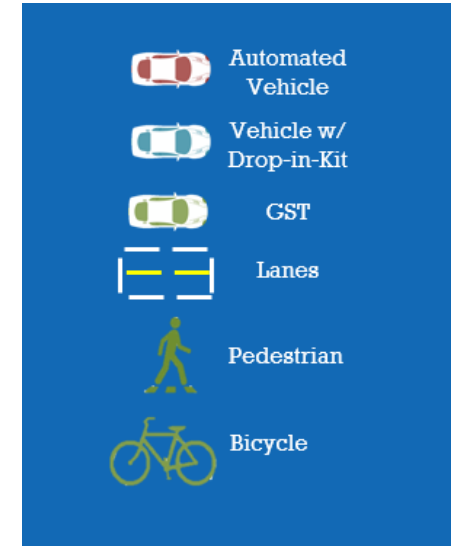 Automated
Vehicle
Vehicle w/
Drop-in-Kit
GST
Lanes
Pedestrian
Bicycle